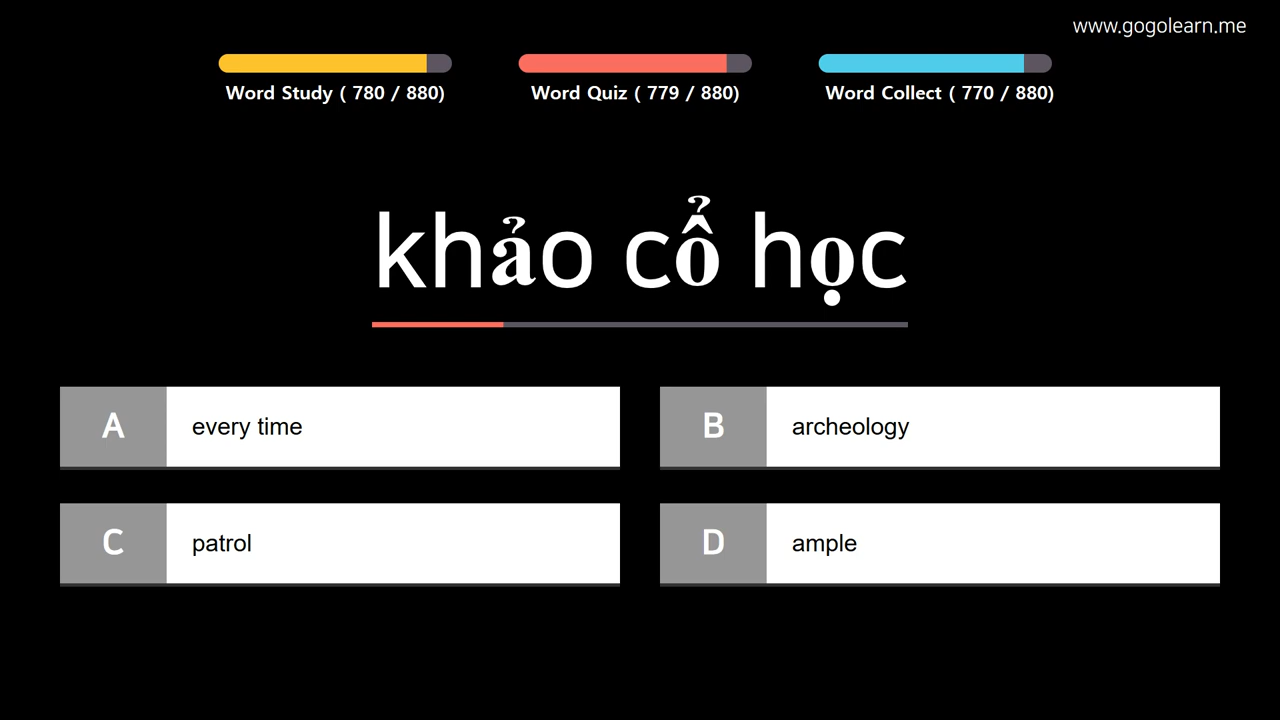 www.gogolearn.me
Word Study ( 780 / 880)
Word Quiz ( 779 / 880)
Word Collect ( 770 / 880)
khảo cổ học
A every time
B archeology
C patrol
D ample